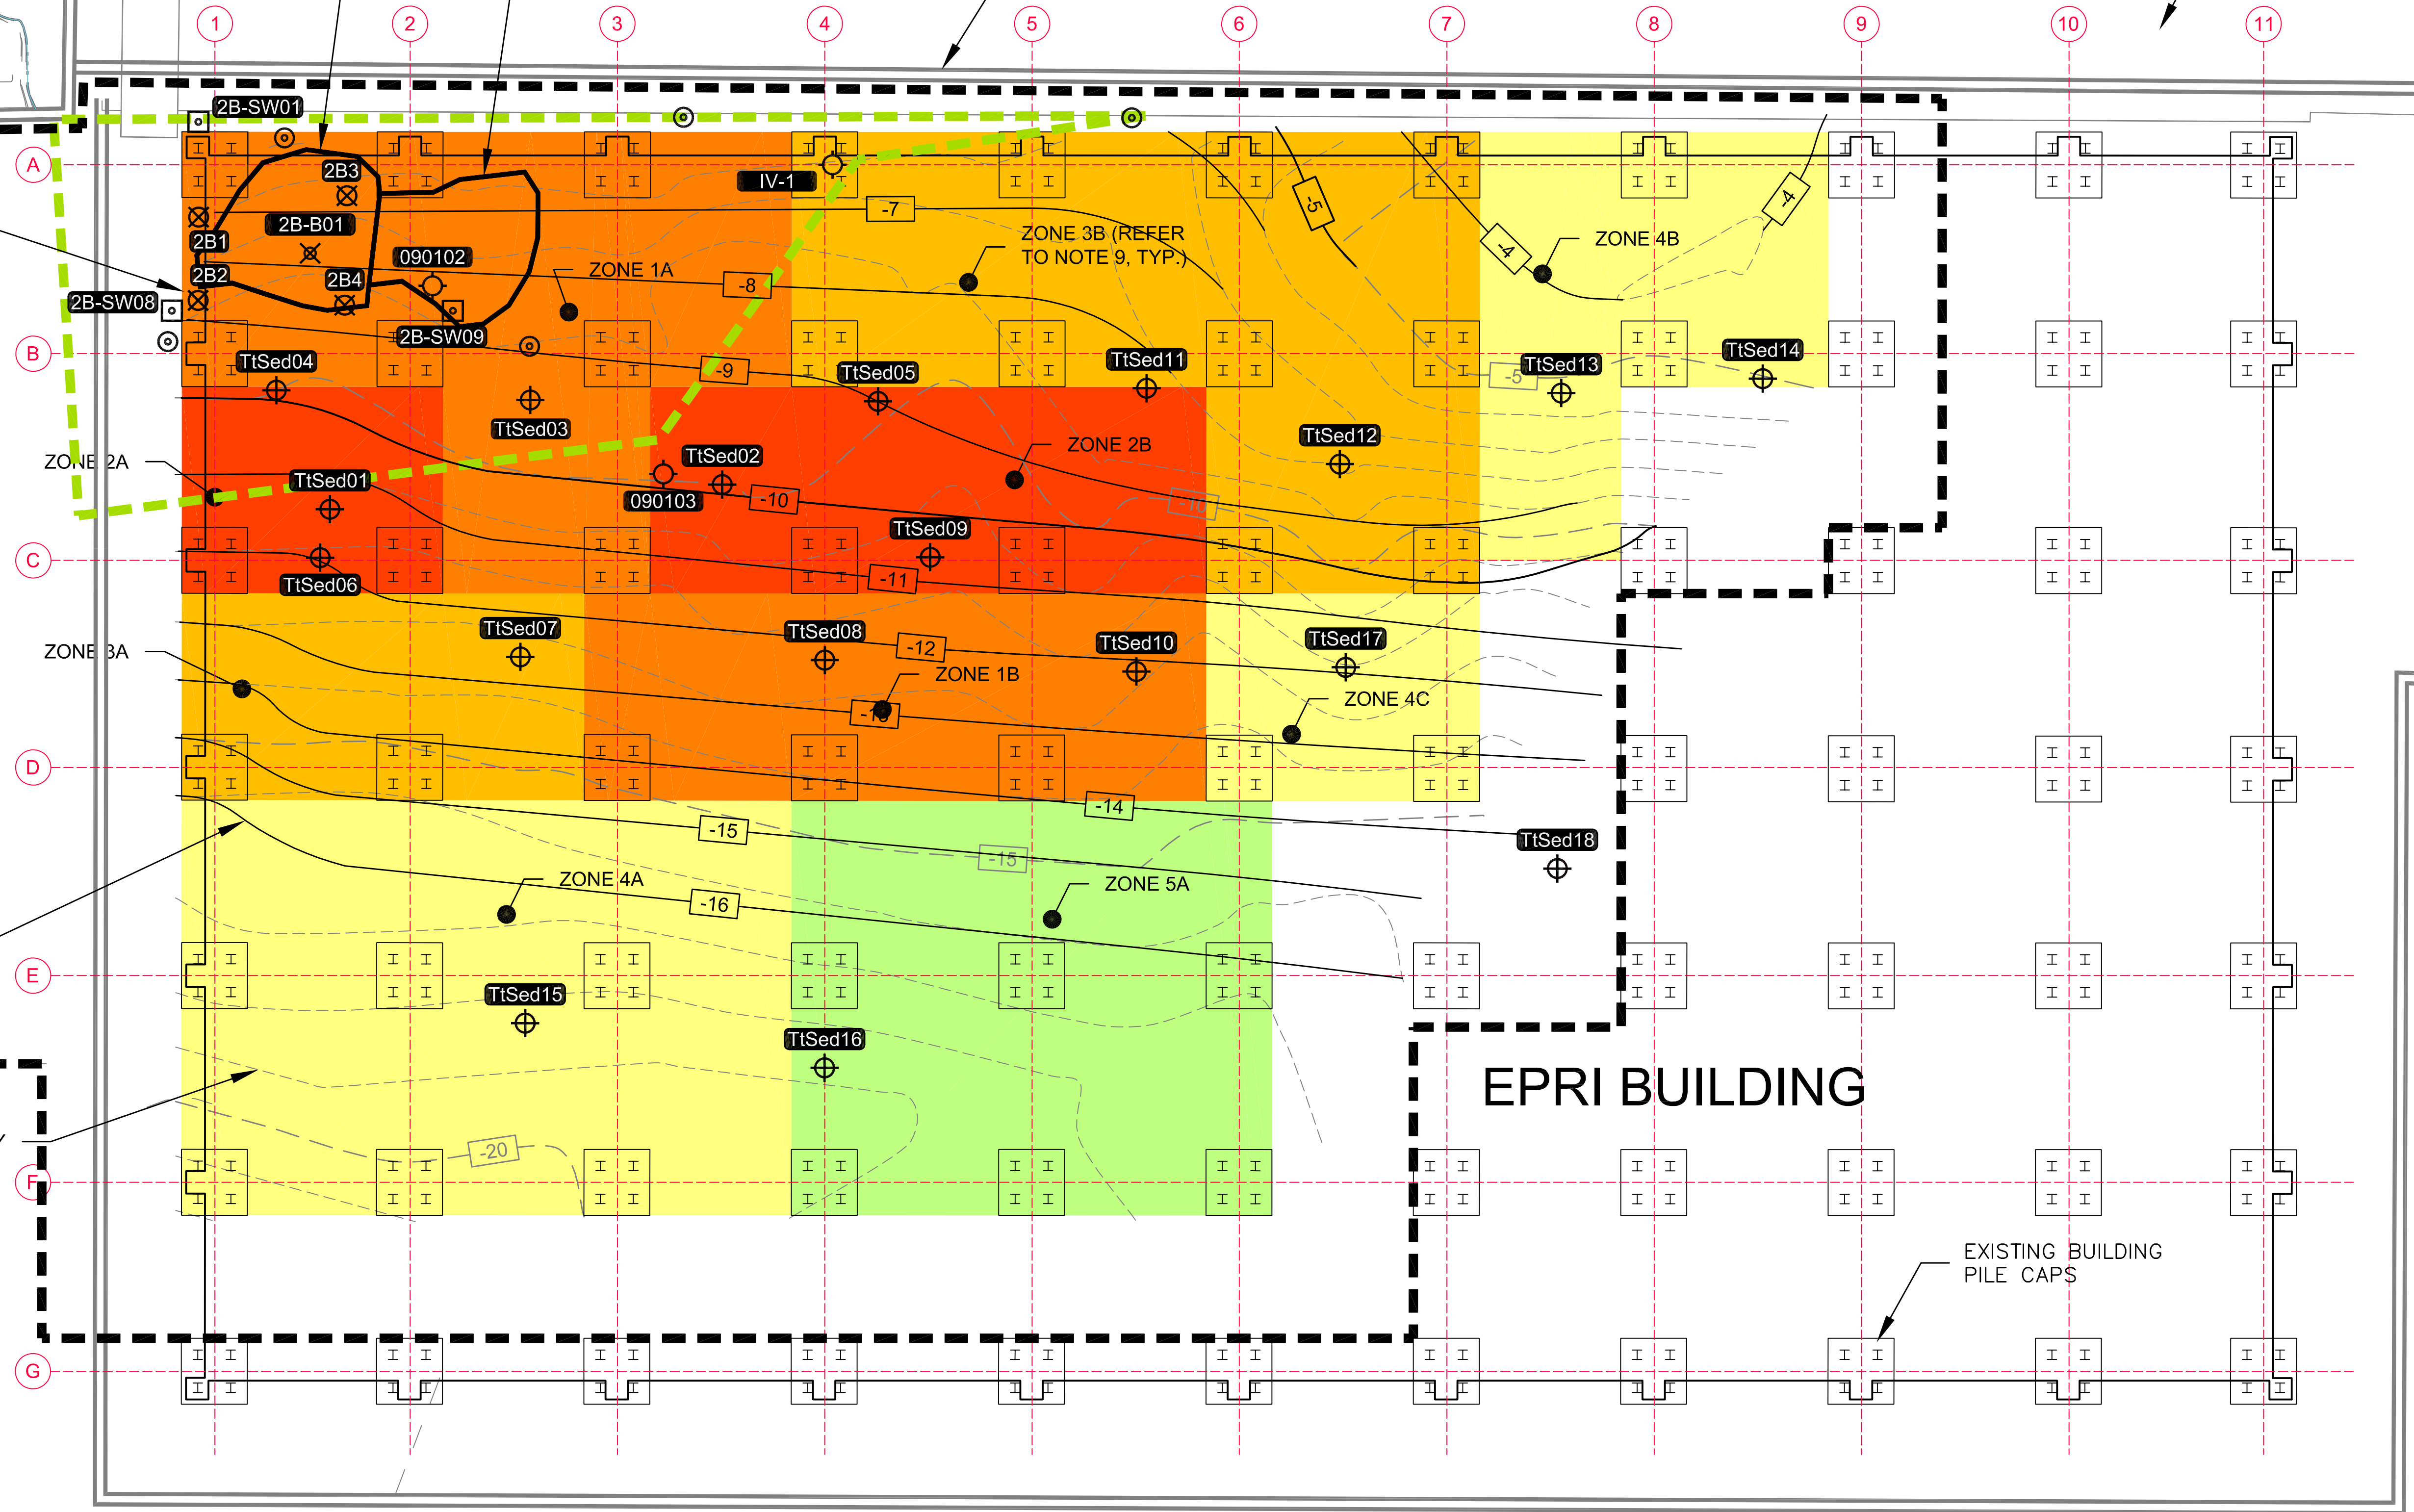 1
2
3
4
5
6
7
8
9
10
11
2B-SW01
A
2B3
IV-1
2B-B01
2B1
-7
-5
-4
-4
ZONE 3B (REFER
TO NOTE 9, TYP.)
ZONE 4B
090102
2B2
2B4
ZONE 1A
-8
2B-SW08
2B-SW09
B
TtSed04
-9
TtSed05
TtSed11
-5
TtSed13
TtSed14
TtSed03
TtSed12
ZONE 2B
ZONE 2A
TtSed02
TtSed01
090103
-10
-10
TtSed09
C
TtSed06
-11
TtSed07
TtSed08
-12
TtSed10
TtSed17
ZONE 3A
ZONE 1B
ZONE 4C
D
-14
-15
TtSed18
-15
ZONE 4A
ZONE 5A
-16
E
TtSed15
TtSed16
EPRI BUILDING
-20
F
EXISTING BUILDING
PILE CAPS
G